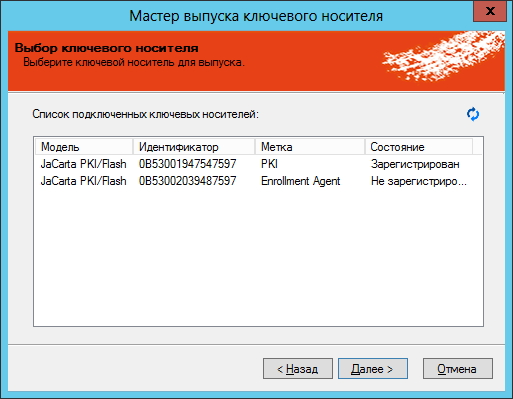 Мастер выпуска ключевого носителя
x
Выбор ключевого носителя
Выберите ключевой носитель для выпуска.
Список подключенных ключевых носителей:
Модель Идентификатор Метка Состояние
JaCarta PKI/Flash 0B53001947547597 PKI Зарегистрирован
JaCarta PKI/Flash 0B53002039487597 Enrollment Agent Не зарегистриро...
< Назад Далее > Отмена